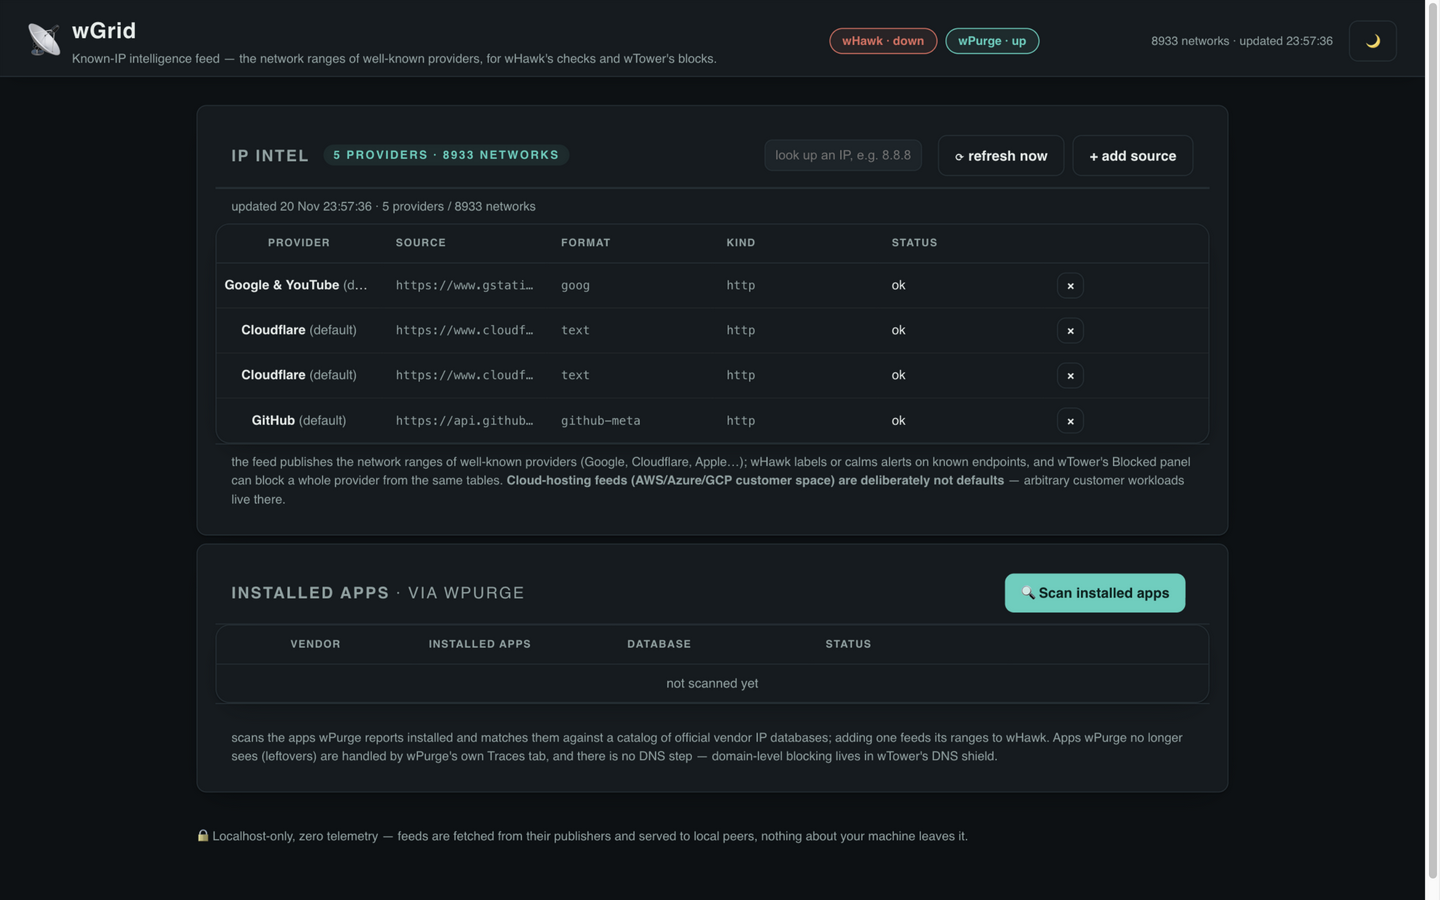 wGrid
Known-IP intelligence feed — the network ranges of well-known providers, for wHawk's checks and wTower's blocks.
wHawk · down
wPurge · up
8933 networks · updated 23:57:36
IP INTEL
5 PROVIDERS · 8933 NETWORKS
look up an IP, e.g. 8.8.8
⟳ refresh now
+ add source
updated 20 Nov 23:57:36 · 5 providers / 8933 networks
PROVIDER SOURCE FORMAT KIND STATUS
Google & YouTube (d… https://www.gstati… goog http ok ×
Cloudflare (default) https://www.cloudf… text http ok ×
Cloudflare (default) https://www.cloudf… text http ok ×
GitHub (default) https://api.github… github-meta http ok ×
the feed publishes the network ranges of well-known providers (Google, Cloudflare, Apple…); wHawk labels or calms alerts on known endpoints, and wTower's Blocked panel
can block a whole provider from the same tables. Cloud-hosting feeds (AWS/Azure/GCP customer space) are deliberately not defaults — arbitrary customer workloads
live there.
INSTALLED APPS · VIA WPURGE
🔍 Scan installed apps
VENDOR INSTALLED APPS DATABASE STATUS
not scanned yet
scans the apps wPurge reports installed and matches them against a catalog of official vendor IP databases; adding one feeds its ranges to wHawk. Apps wPurge no longer
sees (leftovers) are handled by wPurge's own Traces tab, and there is no DNS step — domain-level blocking lives in wTower's DNS shield.
🔒 Localhost-only, zero telemetry — feeds are fetched from their publishers and served to local peers, nothing about your machine leaves it.